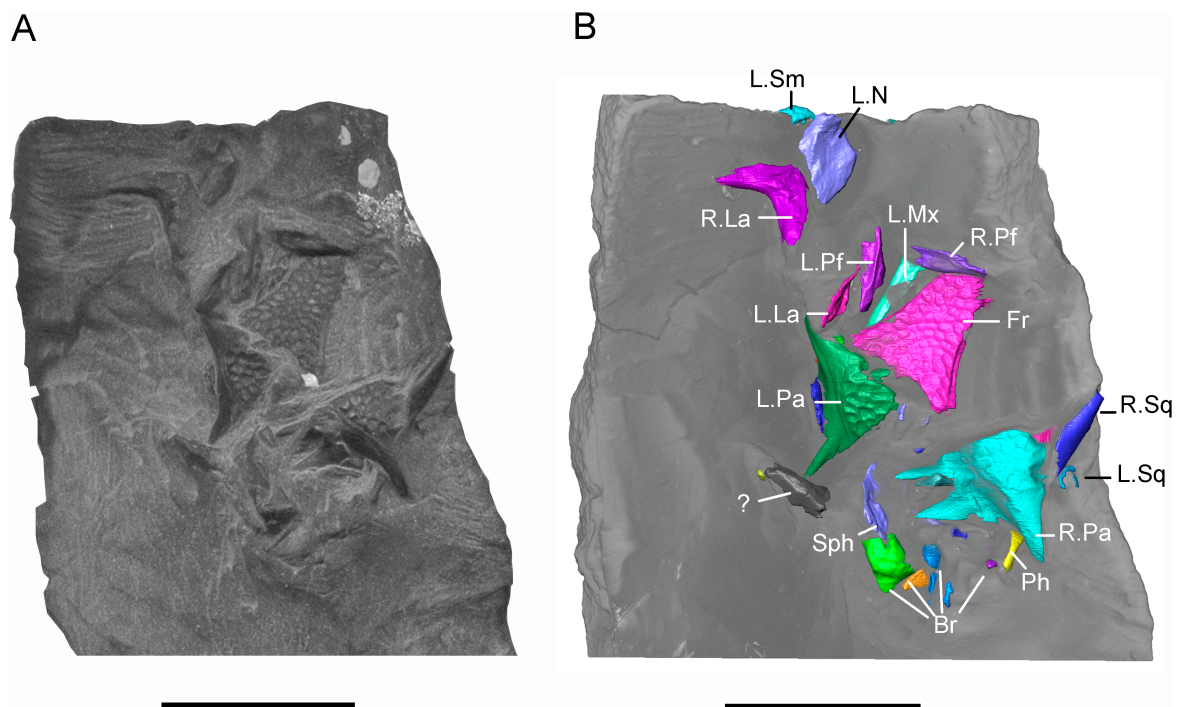 A
B
L.Sm
L.N
R.La
L.Mx
R.Pf
L.Pf
L.La
Fr
L.Pa
R.Sq
L.Sq
?
Sph
R.Pa
Ph
Br